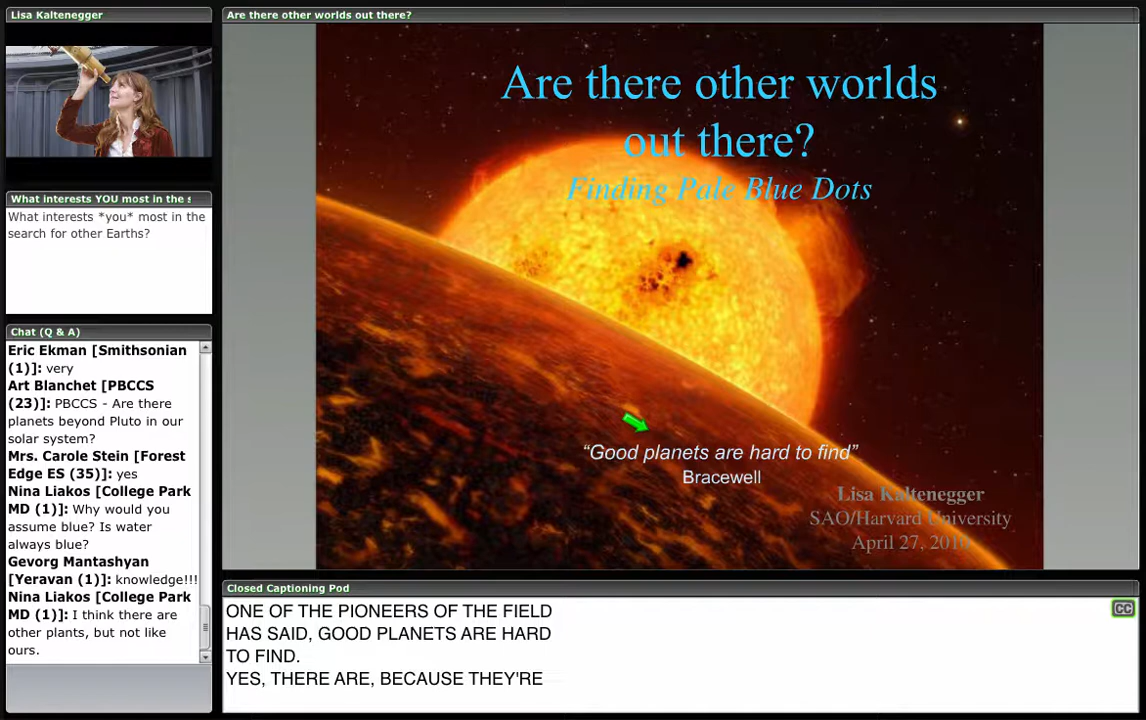 Lisa Kaltenegger
Are there other worlds out there?
What interests YOU most in the s
What interests *you* most in the
search for other Earths?
Chat (Q & A)
Eric Ekman [Smithsonian
(1)]: very
Art Blanchet [PBCCS
(23)]: PBCCS - Are there
planets beyond Pluto in our
solar system?
Mrs. Carole Stein [Forest
Edge ES (35)]: yes
Nina Liakos [College Park
MD (1)]: Why would you
assume blue? Is water
always blue?
Gevorg Mantashyan
[Yeravan (1)]: knowledge!!!
Nina Liakos [College Park
MD (1)]: I think there are
other plants, but not like
ours.
Are there other worlds
out there?
Finding Pale Blue Dots
“Good planets are hard to find”
Bracewell
Lisa Kaltenegger
SAO/Harvard University
April 27, 2010
Closed Captioning Pod
CC
ONE OF THE PIONEERS OF THE FIELD
HAS SAID, GOOD PLANETS ARE HARD
TO FIND.
YES, THERE ARE, BECAUSE THEY'RE